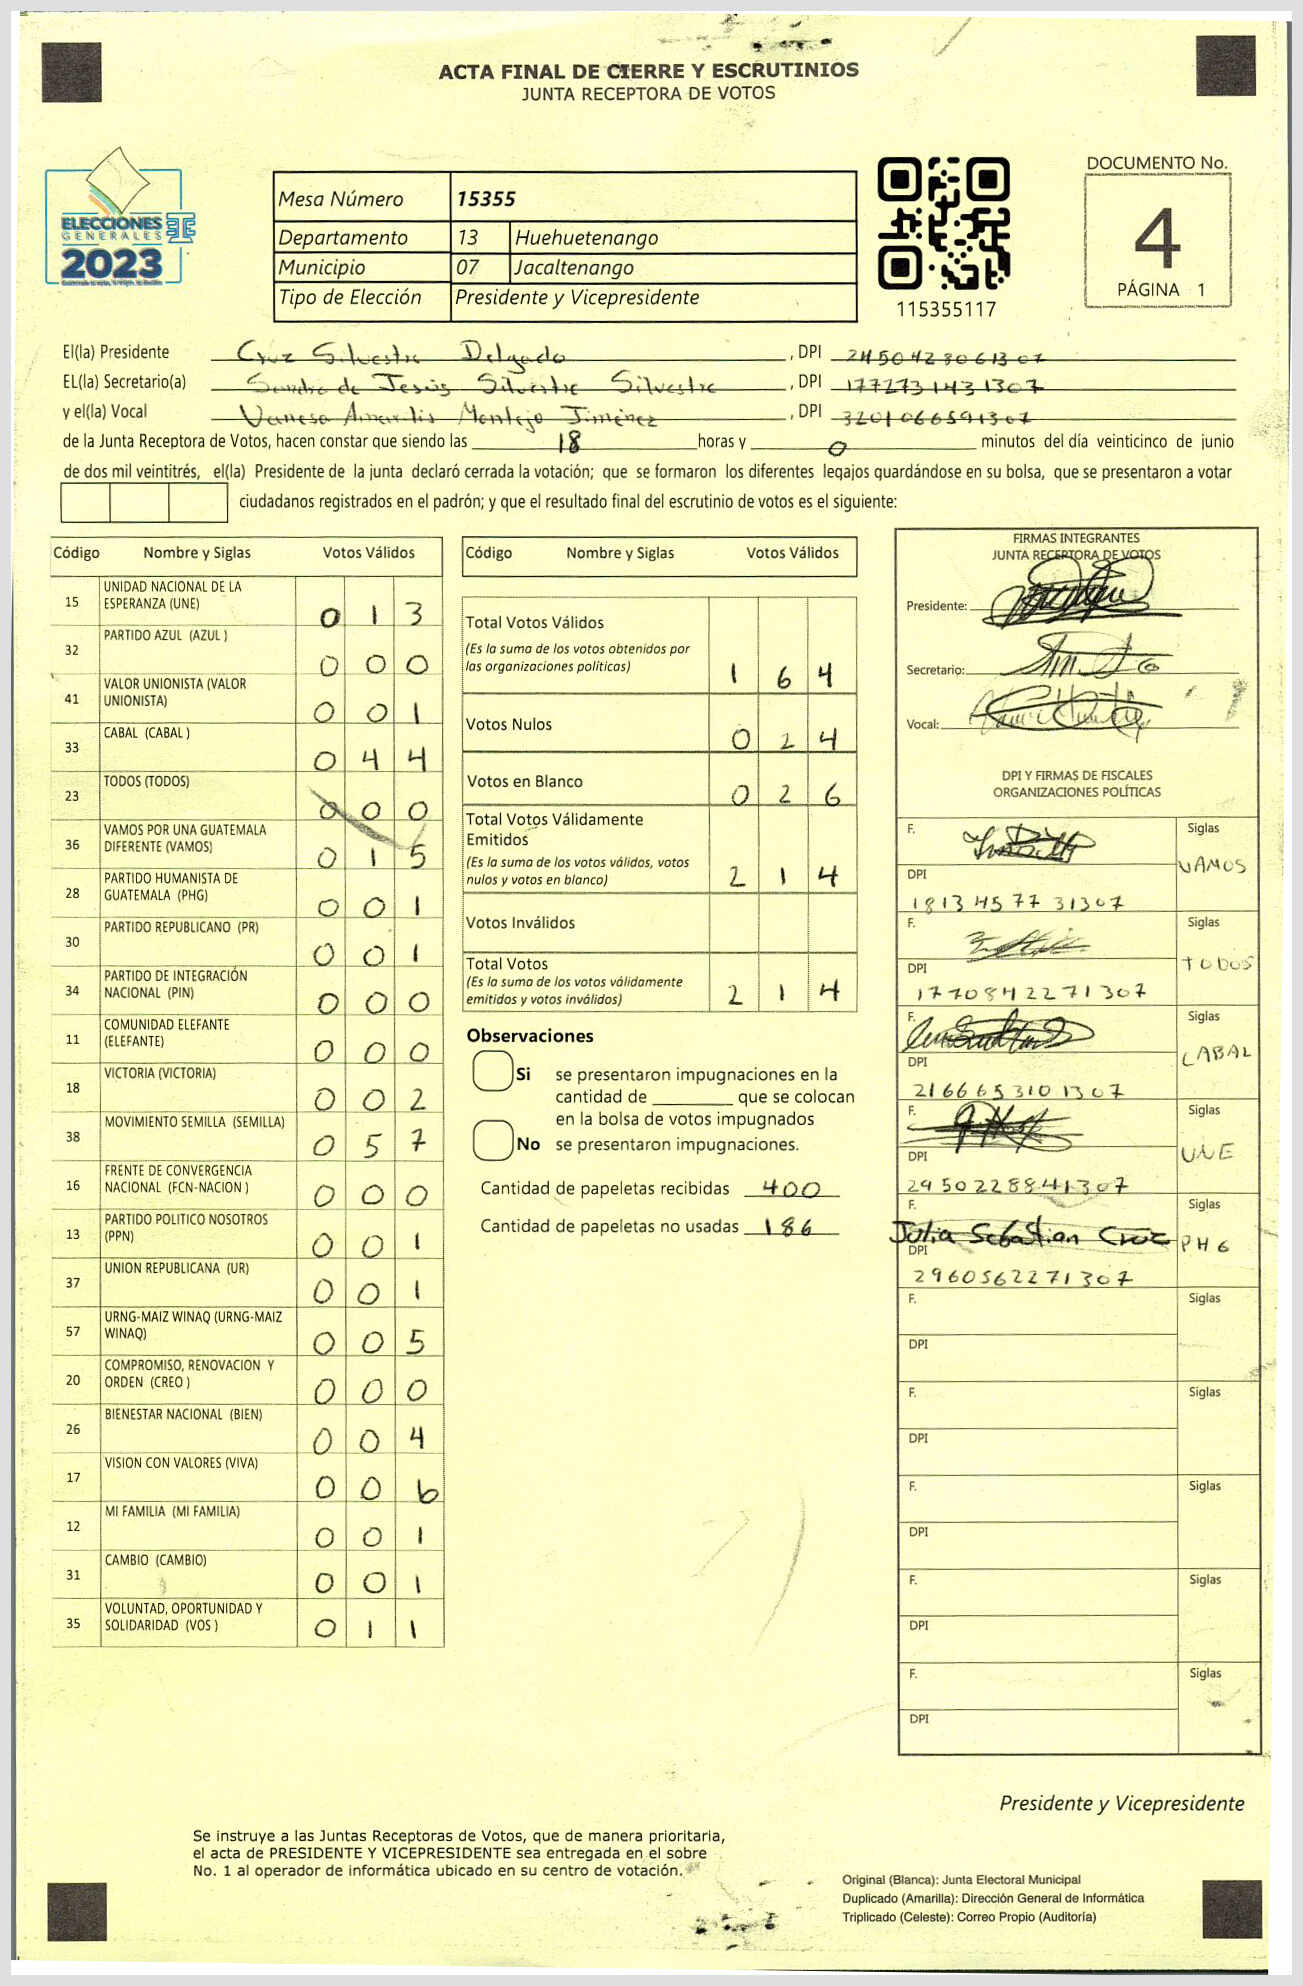 ACTA FINAL DE CIERRE Y ESCRUTINIOS
JUNTA RECEPTORA DE VOTOS
ELECCIONES
GENERALES
2023
Mesa Número 15355
Departamento 13 Huehuetenango
Municipio 07 Jacaltenango
Tipo de Elección Presidente y Vicepresidente
115355117
DOCUMENTO No.
4
PÁGINA 1
El(la) Presidente Cruz Silvestre Delgado , DPI 2450428061307
EL(la) Secretario(a) Sandra de Jesús Silvestre Silvestre , DPI 1772731431307
y el(la) Vocal Vanesa Amarilis Montejo Jiménez , DPI 3201066591307
de la Junta Receptora de Votos, hacen constar que siendo las 18 horas y 0 minutos del día veinticinco de junio
de dos mil veintitrés, el(la) Presidente de la junta declaró cerrada la votación; que se formaron los diferentes legajos guardándose en su bolsa, que se presentaron a votar
ciudadanos registrados en el padrón; y que el resultado final del escrutinio de votos es el siguiente:
Código Nombre y Siglas Votos Válidos
15 UNIDAD NACIONAL DE LA
ESPERANZA (UNE) 0 1 3
32 PARTIDO AZUL (AZUL ) 0 0 0
41 VALOR UNIONISTA (VALOR
UNIONISTA) 0 0 1
33 CABAL (CABAL ) 0 4 4
23 TODOS (TODOS) 0 0 0
36 VAMOS POR UNA GUATEMALA
DIFERENTE (VAMOS) 0 1 5
28 PARTIDO HUMANISTA DE
GUATEMALA (PHG) 0 0 1
30 PARTIDO REPUBLICANO (PR) 0 0 1
34 PARTIDO DE INTEGRACIÓN
NACIONAL (PIN) 0 0 0
11 COMUNIDAD ELEFANTE
(ELEFANTE) 0 0 0
18 VICTORIA (VICTORIA) 0 0 2
38 MOVIMIENTO SEMILLA (SEMILLA) 0 5 7
16 FRENTE DE CONVERGENCIA
NACIONAL (FCN-NACION ) 0 0 0
13 PARTIDO POLITICO NOSOTROS
(PPN) 0 0 1
37 UNION REPUBLICANA (UR) 0 0 1
57 URNG-MAIZ WINAQ (URNG-MAIZ
WINAQ) 0 0 5
20 COMPROMISO, RENOVACION Y
ORDEN (CREO ) 0 0 0
26 BIENESTAR NACIONAL (BIEN) 0 0 4
17 VISION CON VALORES (VIVA) 0 0 6
12 MI FAMILIA (MI FAMILIA) 0 0 1
31 CAMBIO (CAMBIO) 0 0 1
35 VOLUNTAD, OPORTUNIDAD Y
SOLIDARIDAD (VOS ) 0 1 1
Código Nombre y Siglas Votos Válidos
Total Votos Válidos
(Es la suma de los votos obtenidos por
las organizaciones políticas) 1 6 4
Votos Nulos 0 2 4
Votos en Blanco 0 2 6
Total Votos Válidamente
Emitidos
(Es la suma de los votos válidos, votos
nulos y votos en blanco) 2 1 4
Votos Inválidos
Total Votos
(Es la suma de los votos válidamente
emitidos y votos inválidos) 2 1 4
Observaciones
Si se presentaron impugnaciones en la
cantidad de ________ que se colocan
en la bolsa de votos impugnados
No se presentaron impugnaciones.
Cantidad de papeletas recibidas 400
Cantidad de papeletas no usadas 186
FIRMAS INTEGRANTES
JUNTA RECEPTORA DE VOTOS
Presidente:
Secretario:
Vocal:
DPI Y FIRMAS DE FISCALES
ORGANIZACIONES POLÍTICAS
F. Siglas
VAMOS
DPI
1813 4577 31307
F. Siglas
TODOS
DPI
1770842271307
F. Siglas
CABAL
DPI
2166653101307
F. Siglas
UNE
DPI
2950228841307
F. Siglas
Julia Sebastian Cruz PHG
DPI
2960562271307
F. Siglas
DPI
F. Siglas
DPI
F. Siglas
DPI
F. Siglas
DPI
F. Siglas
DPI
Presidente y Vicepresidente
Se instruye a las Juntas Receptoras de Votos, que de manera prioritaria,
el acta de PRESIDENTE Y VICEPRESIDENTE sea entregada en el sobre
No. 1 al operador de informática ubicado en su centro de votación.
Original (Blanca): Junta Electoral Municipal
Duplicado (Amarilla): Dirección General de Informática
Triplicado (Celeste): Correo Propio (Auditoría)